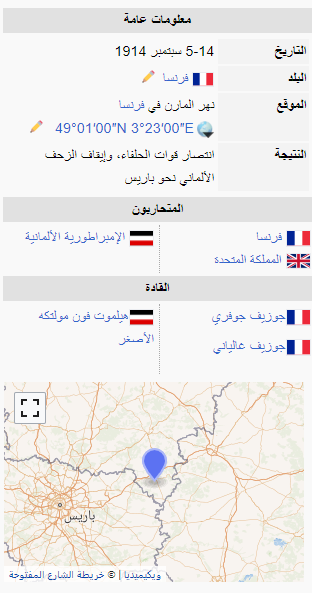 معلومات عامة
التاريخ 5-14 سبتمبر 1914
البلد فرنسا
الموقع نهر المارن في فرنسا
49°01′00″N 3°23′00″E
النتيجة انتصار قوات الحلفاء، وإيقاف الزحف
الألماني نحو باريس
المتحاربون
فرنسا الإمبراطورية الألمانية
المملكة المتحدة
القادة
جوزيف جوفري هيلموت فون مولتكه
الأصغر
جوزيف غالياني
باريس
ويكيميديا | © خريطة الشارع المفتوحة